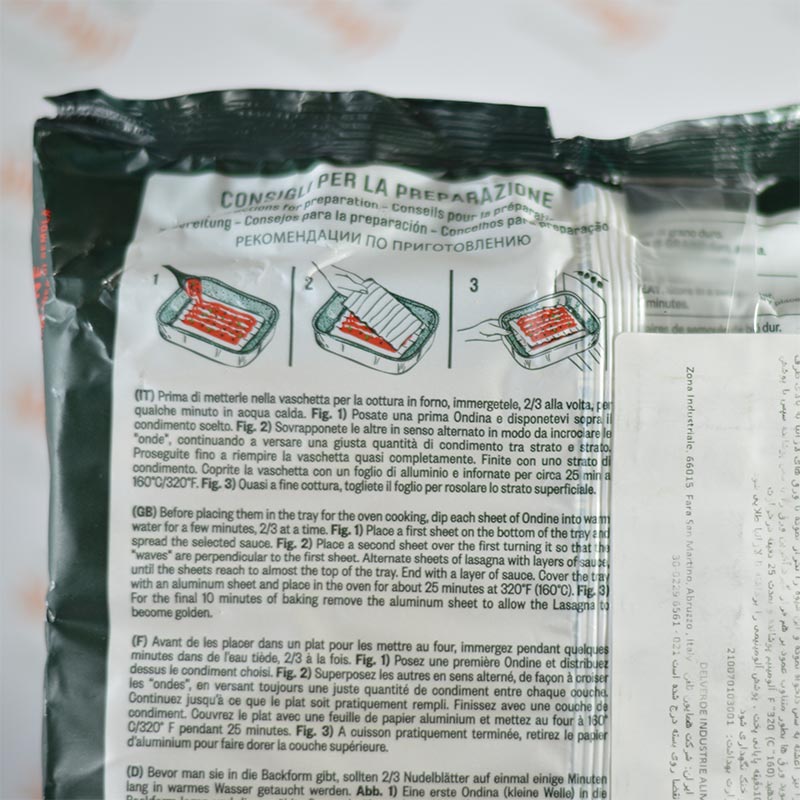 CONSIGLI PER LA PREPARAZIONE
for preparation - Conseils pour la
- Consejos para la preparación - Conselhos
РЕКОМЕНДАЦИИ ПО ПРИГОТОВЛЕНИЮ
1 2 3
(IT) Prima di metterle nella vaschetta per la cottura in forno, immergetele, 2/3 alla volta, per
qualche minuto in acqua calda. Fig. 1) Posate una prima Ondina e disponetevi sopra il
condimento scelto. Fig. 2) Sovrapponete le altre in senso alternato in modo da incrociare le
"onde", continuando a versare una giusta quantità di condimento tra strato e strato.
Proseguite fino a riempire la vaschetta quasi completamente. Finite con uno strato di
condimento. Coprite la vaschetta con un foglio di alluminio e infornate per circa 25 min a
160°C/320°F. Fig. 3) Quasi a fine cottura, togliete il foglio per rosolare lo strato superficiale.
(GB) Before placing them in the tray for the oven cooking, dip each sheet of Ondine into warm
water for a few minutes, 2/3 at a time. Fig. 1) Place a first sheet on the bottom of the tray and
spread the selected sauce. Fig. 2) Place a second sheet over the first turning it so that the
"waves" are perpendicular to the first sheet. Alternate sheets of lasagna with layers of sauce,
until the sheets reach to almost the top of the tray. End with a layer of sauce. Cover the tray
with an aluminum sheet and place in the oven for about 25 minutes at 320°F (160°C). Fig. 3)
For the final 10 minutes of baking remove the aluminum sheet to allow the Lasagna to
become golden.
(F) Avant de les placer dans un plat pour les mettre au four, immergez pendant quelques
minutes dans de l'eau tiède, 2/3 à la fois. Fig. 1) Posez une première Ondine et distribuez
dessus le condiment choisi. Fig. 2) Superposez les autres en sens alterné, de façon à croiser
les "ondes", en versant toujours une juste quantité de condiment entre chaque couche.
Continuez jusqu'à ce que le plat soit pratiquement rempli. Finissez avec une couche de
condiment. Couvrez le plat avec une feuille de papier aluminium et mettez au four à 160°
C/320° F pendant 25 minutes. Fig. 3) A cuisson pratiquement terminée, retirez le papier
d'aluminium pour faire dorer la couche supérieure.
(D) Bevor man sie in die Backform gibt, sollten 2/3 Nudelblätter auf einmal einige Minuten
lang in warmes Wasser getaucht werden. Abb. 1) Eine erste Ondina (kleine Welle) in die
grano duro.
minutes.
dur.
Zona Industriale, 66015 Fara San Martino, Abruzzo, Italy
DELVERDE INDUSTRIE
210070103001